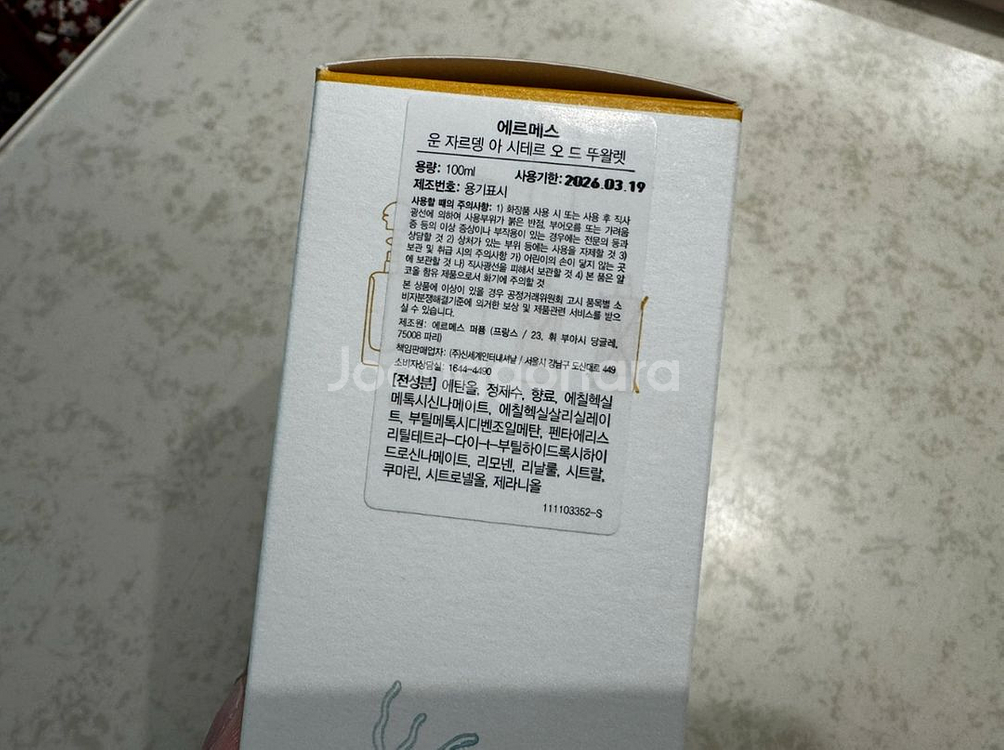 에르메스
운 자르뎅 아 시테르 오 드 뚜왈렛
용량: 100ml 사용기한: 2026.03.19
제조번호: 용기표시
사용할 때의 주의사항: 1) 화장품 사용 시 또는 사용 후 직사
광선에 의하여 사용부위가 붉은 반점, 부어오름 또는 가려움
증 등의 이상 증상이나 부작용이 있는 경우에는 전문의 등과
상담할 것 2) 상처가 있는 부위 등에는 사용을 자제할 것 3)
보관 및 취급 시의 주의사항 가) 어린이의 손이 닿지 않는 곳
에 보관할 것 나) 직사광선을 피해서 보관할 것 4) 본 품은 알
코올 함유 제품으로서 화기에 주의할 것
본 상품에 이상이 있을 경우 공정거래위원회 고시 품목별 소
비자분쟁해결기준에 의거한 보상 및 제품관련 서비스를 받으
실 수 있습니다.
제조원: 에르메스 퍼퓸 (프랑스 / 23, 휘 부아시 당글레,
75008 파리)
책임판매업자: (주)신세계인터내셔날 / 서울시 강남구 도산대로 449
소비자상담실: 1644-4490
Joonggonara
[전성분] 에탄올, 정제수, 향료, 에칠헥실
메톡시신나메이트, 에칠헥실살리실레이
트, 부틸메톡시디벤조일메탄, 펜타에리스
리틸테트라-다이-t-부틸하이드록시하이
드로신나메이트, 리모넨, 리날룰, 시트랄,
쿠마린, 시트로넬올, 제라니올
111103352-S